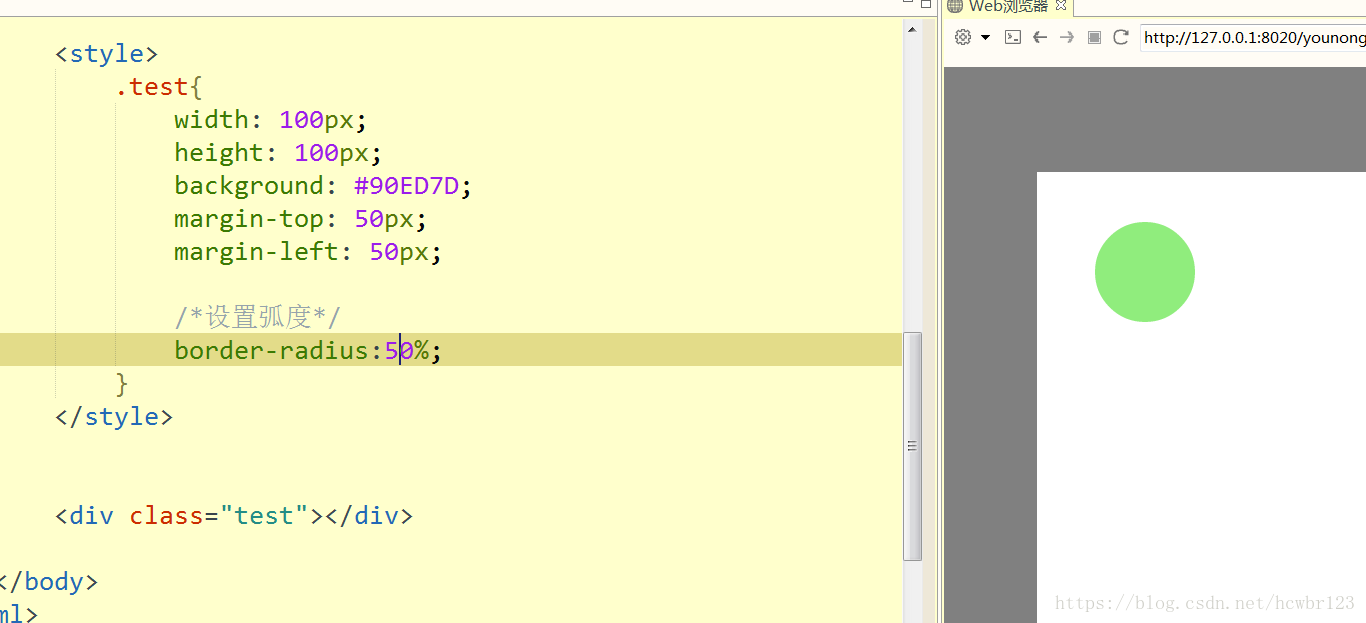 <style>
.test{
width: 100px;
height: 100px;
background: #90ED7D;
margin-top: 50px;
margin-left: 50px;
/*设置弧度*/
border-radius:50%;
}
</style>
<div class="test"></div>
</body>
ml>
Web浏览器
http://127.0.0.1:8020/younong
https://blog.csdn.net/hcwbr123